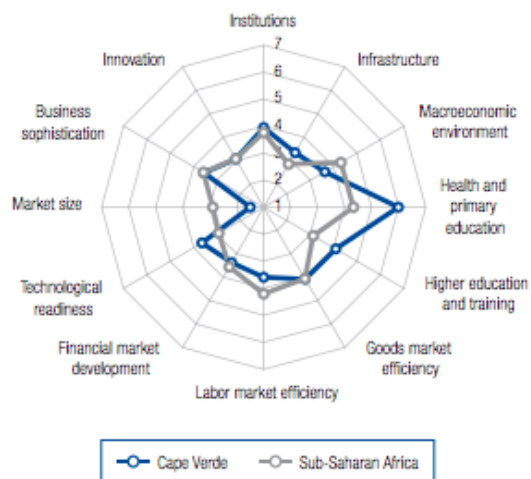 Institutions
7
6
5
4
3
2
1
Infrastructure
Macroeconomic
environment
Health and
primary
education
Higher education
and training
Goods market
efficiency
Labor market efficiency
Financial market
development
Technological
readiness
Market size
Business
sophistication
Innovation
Cape Verde
Sub-Saharan Africa